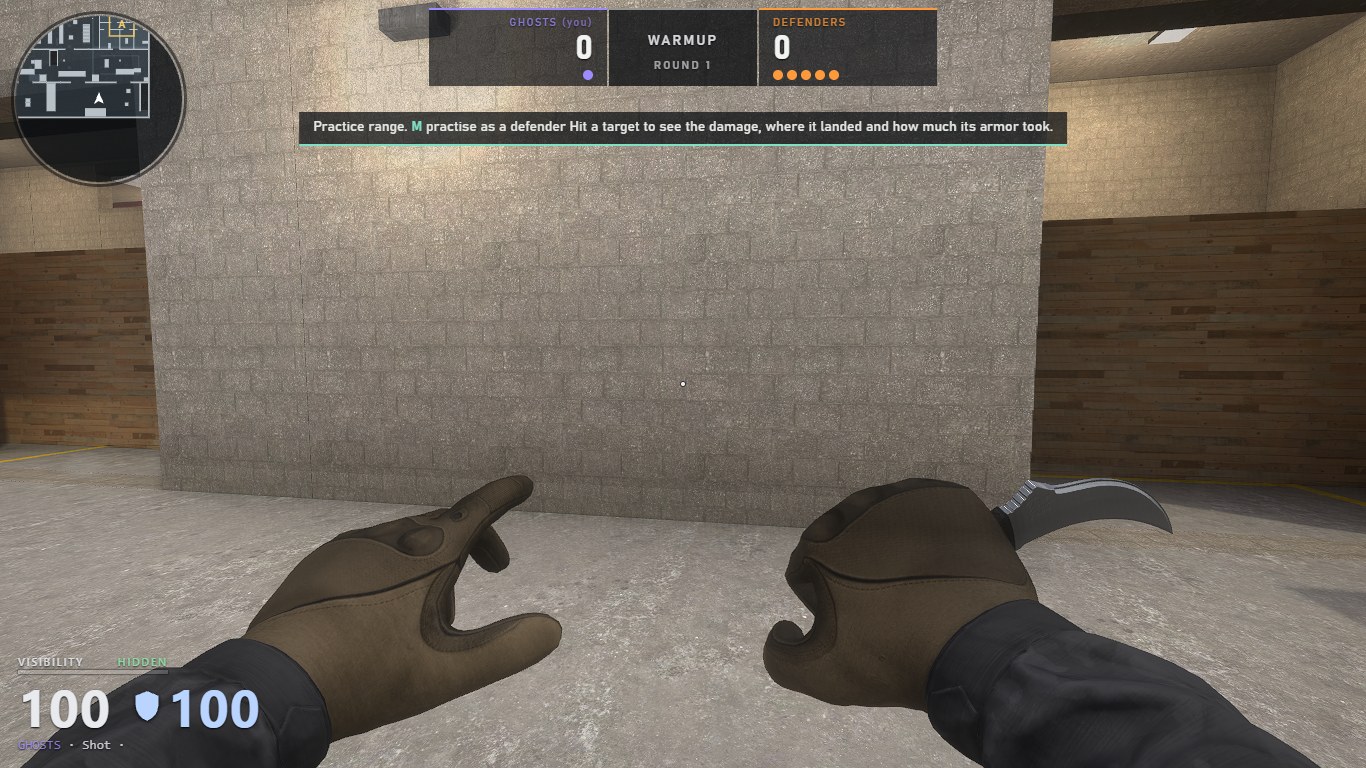 A
GHOSTS (you)
0
WARMUP
ROUND 1
DEFENDERS
0
Practice range. M practise as a defender Hit a target to see the damage, where it landed and how much its armor took.
VISIBILITY HIDDEN
100 100
GHOSTS · Shot ·